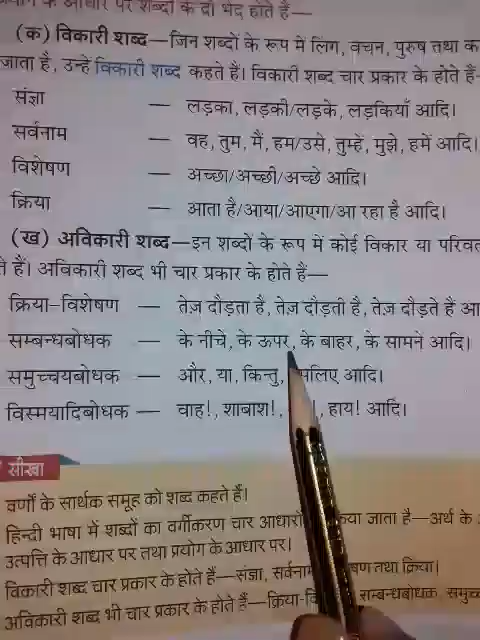 के आधार पर शब्दों के दो भेद होते हैं—
(क) विकारी शब्द—जिन शब्दों के रूप में लिंग, वचन, पुरुष तथा
जाता है, उन्हें विकारी शब्द कहते हैं। विकारी शब्द चार प्रकार के होते हैं—
संज्ञा — लड़का, लड़की/लड़के, लड़कियाँ आदि।
सर्वनाम — वह, तुम, मैं, हम/उसे, तुम्हें, मुझे, हमें आदि।
विशेषण — अच्छा/अच्छी/अच्छे आदि।
क्रिया — आता है/आया/आएगा/आ रहा है आदि।
(ख) अविकारी शब्द—इन शब्दों के रूप में कोई विकार या
हैं। अविकारी शब्द भी चार प्रकार के होते हैं—
क्रिया-विशेषण — तेज़ दौड़ता है, तेज़ दौड़ती है, तेज़ दौड़ते हैं
सम्बन्धबोधक — के नीचे, के ऊपर, के बाहर, के सामने आदि।
समुच्चयबोधक — और, या, किन्तु, आदि।
विस्मयादिबोधक — वाह!, शाबाश!, हाय! आदि।
सीखा
वर्णों के सार्थक समूह को शब्द कहते हैं।
हिन्दी भाषा में शब्दों का वर्गीकरण चार आधारों जाता है—अर्थ के
उत्पत्ति के आधार पर तथा प्रयोग के आधार पर।
विकारी शब्द चार प्रकार के होते हैं—संज्ञा, तथा क्रिया।
अविकारी शब्द भी चार प्रकार के होते हैं— सम्बन्धबोधक,